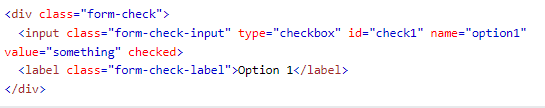 <div class="form-check">
  <input class="form-check-input" type="checkbox" id="check1" name="option1"
value="something" checked>
  <label class="form-check-label">Option 1</label>
</div>